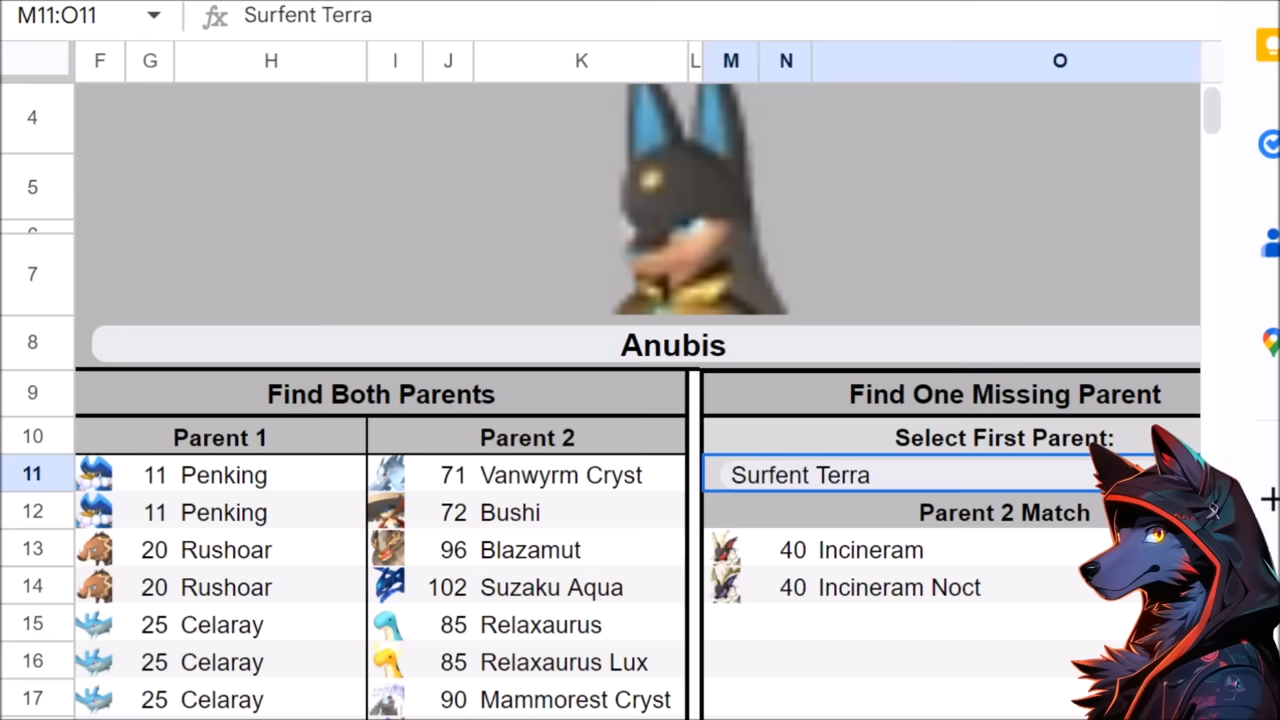 M11:O11 fx Surfent Terra
F G H I J K L M N O
4
5
7
8 Anubis
9 Find Both Parents Find One Missing Parent
10 Parent 1 Parent 2 Select First Parent:
11 11 Penking 71 Vanwyrm Cryst Surfent Terra
12 11 Penking 72 Bushi Parent 2 Match
13 20 Rushoar 96 Blazamut 40 Incineram
14 20 Rushoar 102 Suzaku Aqua 40 Incineram Noct
15 25 Celaray 85 Relaxaurus
16 25 Celaray 85 Relaxaurus Lux
17 25 Celaray 90 Mammorest Cryst